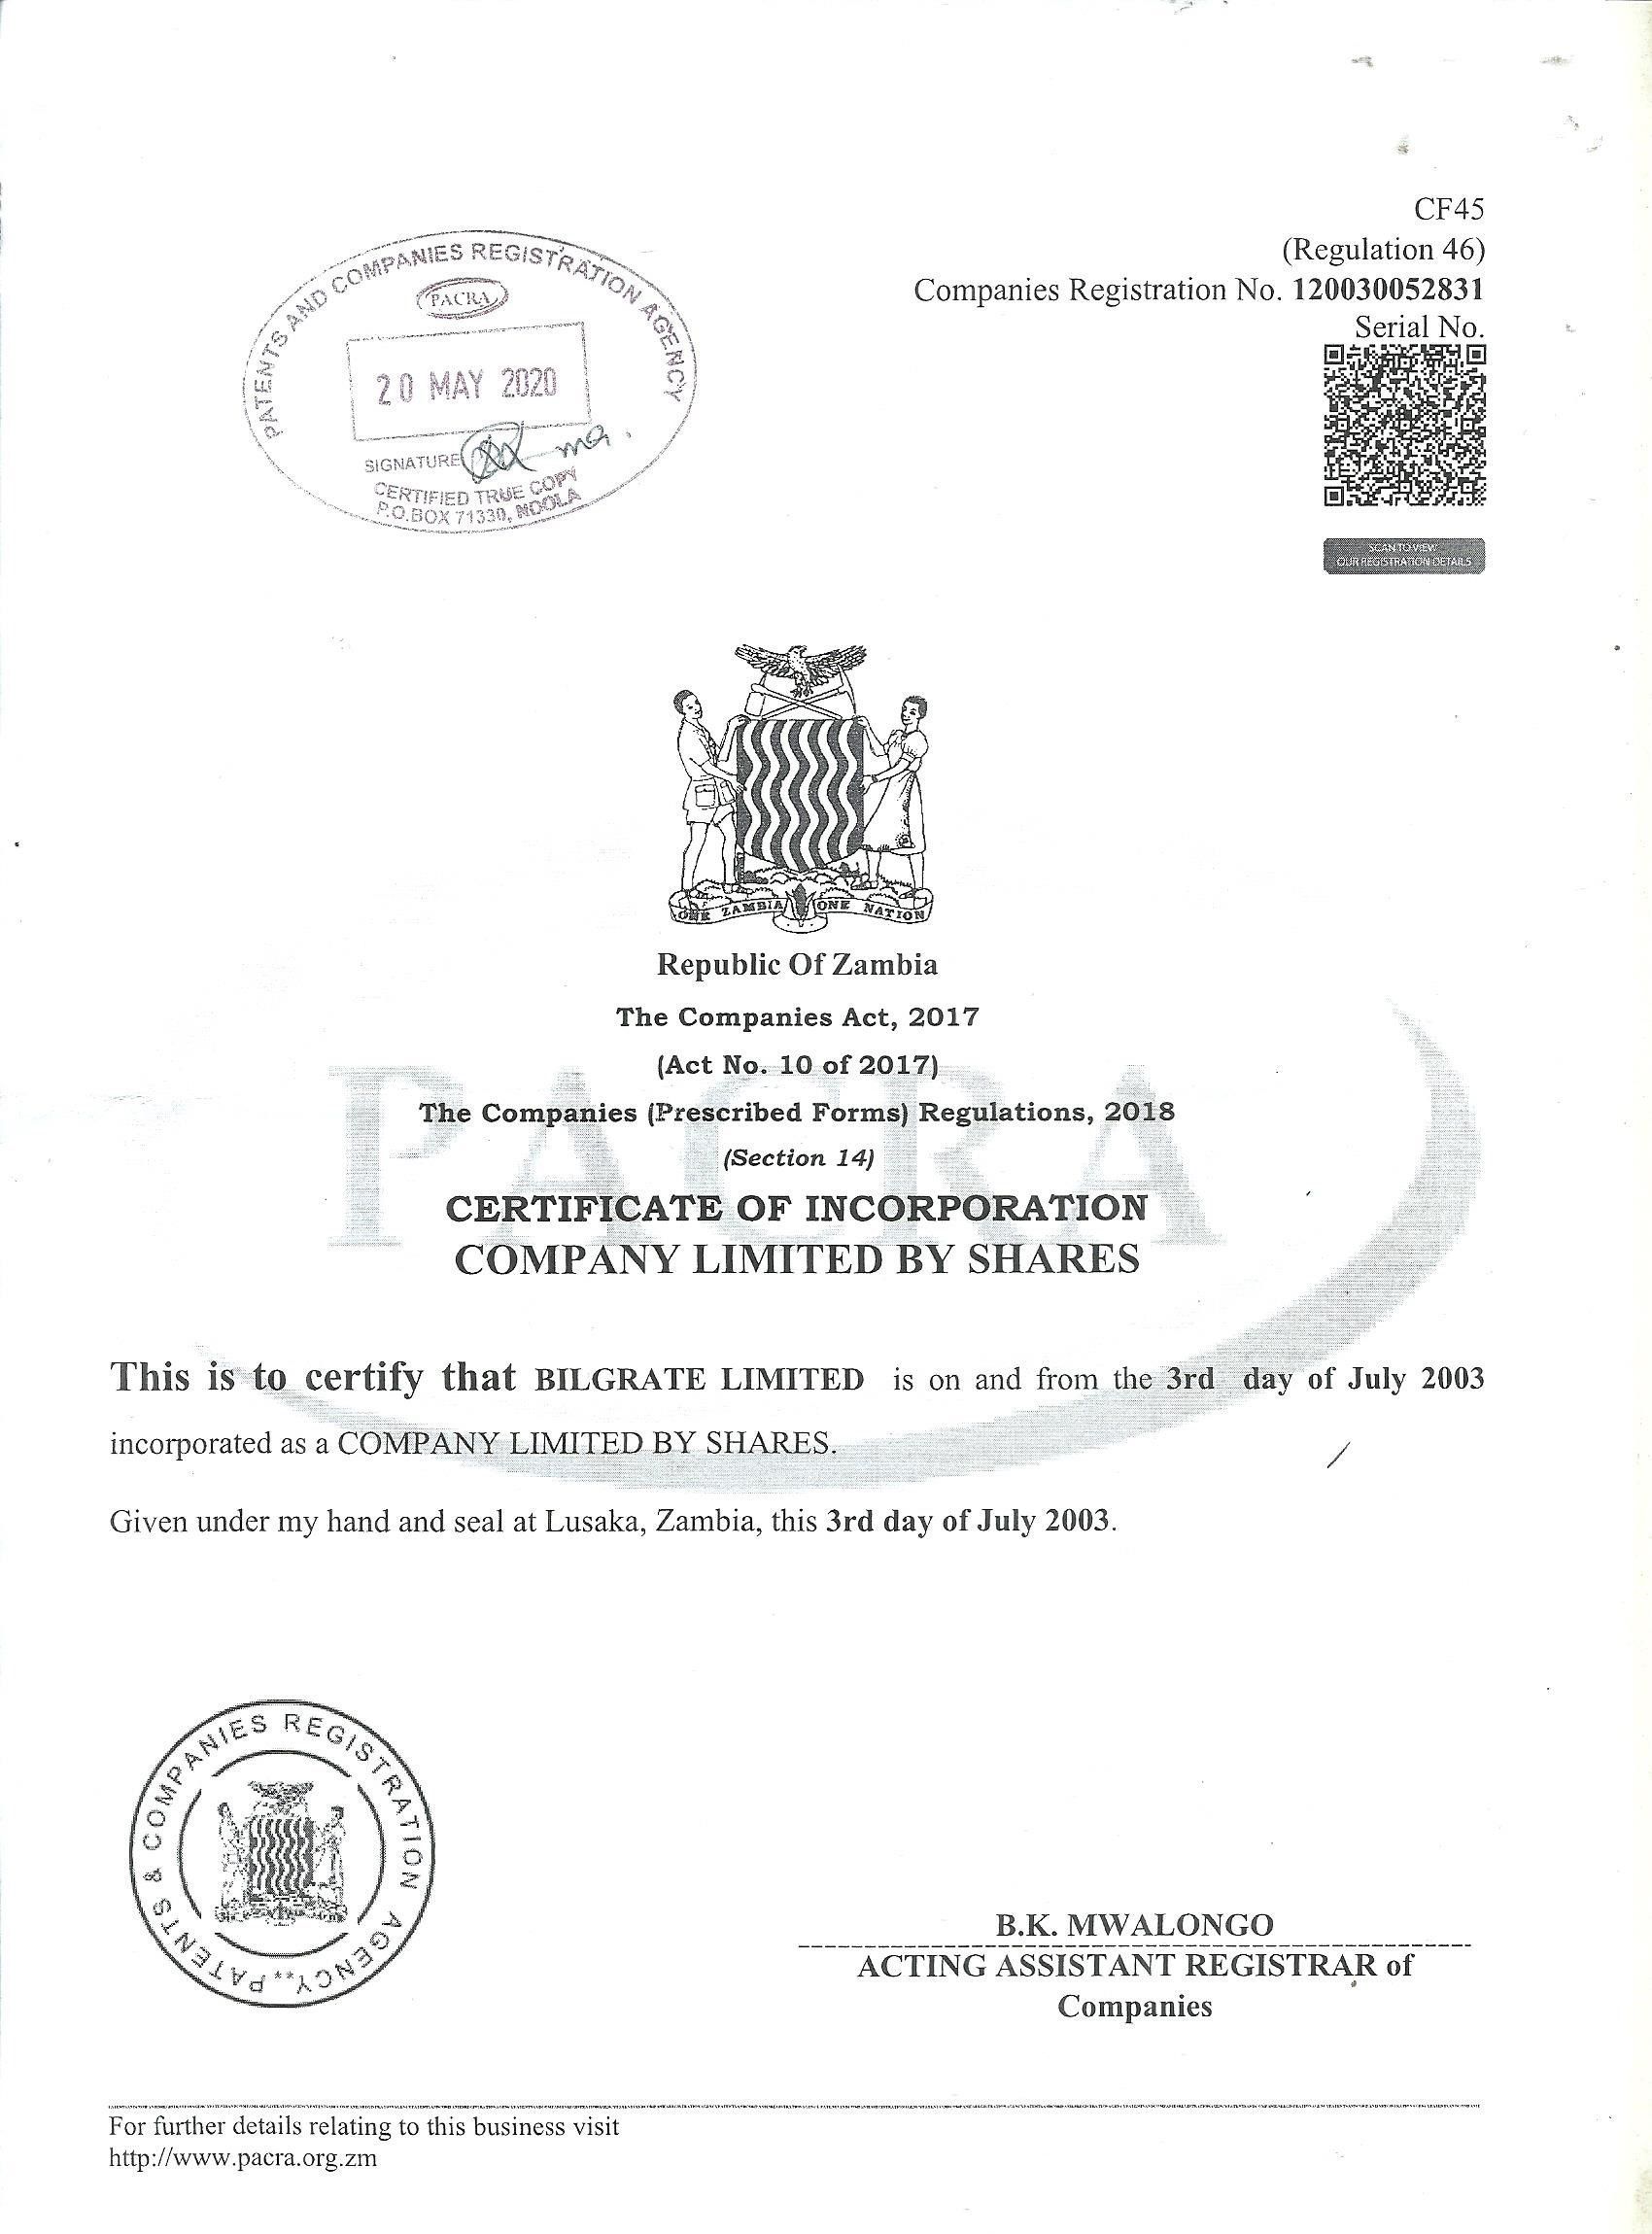 CF45
(Regulation 46)
Companies Registration No. 120030052831
Serial No.
PATENTS AND COMPANIES REGISTRATION AGENCY
PACRA
20 MAY 2020
SIGNATURE
CERTIFIED TRUE COPY
P.O.BOX 71330, NDOLA
SCAN TO VIEW
OUR REGISTRATION DETAILS
ONE ZAMBIA ONE NATION
Republic Of Zambia
The Companies Act, 2017
(Act No. 10 of 2017)
The Companies (Prescribed Forms) Regulations, 2018
(Section 14)
PACRA
CERTIFICATE OF INCORPORATION
COMPANY LIMITED BY SHARES
This is to certify that BILGRATE LIMITED is on and from the 3rd day of July 2003
incorporated as a COMPANY LIMITED BY SHARES.
Given under my hand and seal at Lusaka, Zambia, this 3rd day of July 2003.
PATENTS & COMPANIES REGISTRATION AGENCY.**
B.K. MWALONGO
ACTING ASSISTANT REGISTRAR of
Companies
For further details relating to this business visit
http://www.pacra.org.zm